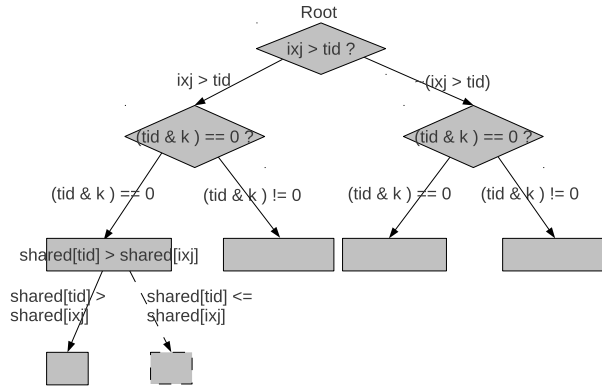 Root
ixj > tid ?
ixj > tid
~(ixj > tid)
(tid & k ) == 0 ?
(tid & k ) == 0 ?
(tid & k ) == 0
(tid & k ) != 0
(tid & k ) == 0
(tid & k ) != 0
shared[tid] > shared[ixj]
shared[tid] >
shared[ixj]
shared[tid] <=
shared[ixj]